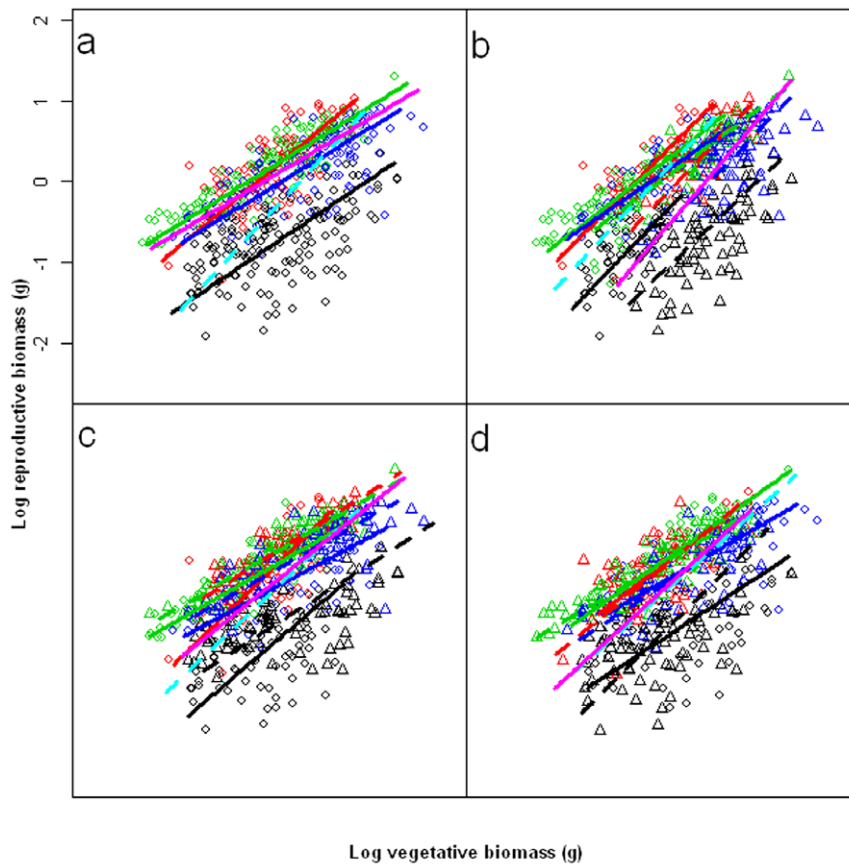 a
b
2
1
0
-1
-2
Log reproductive biomass (g)
c
d
Log vegetative biomass (g)